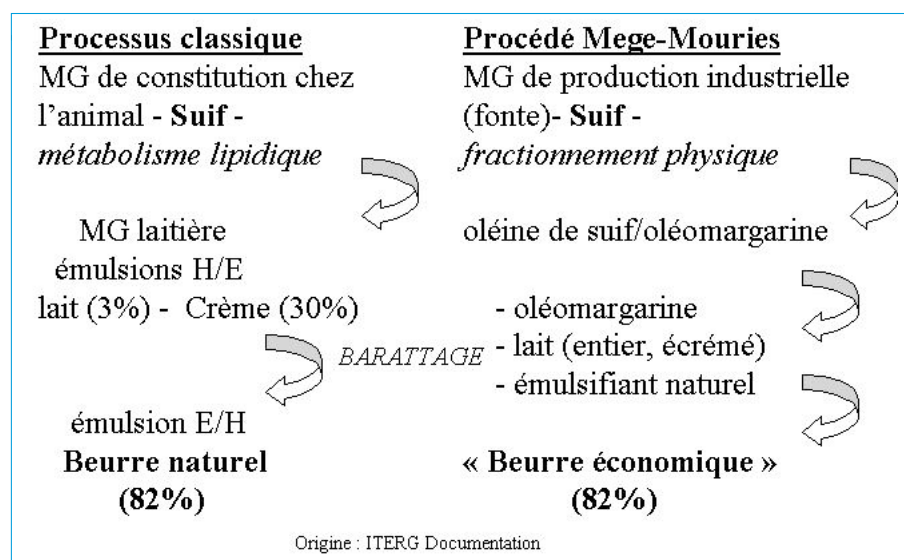 Processus classique
MG de constitution chez
l'animal - Suif -
métabolisme lipidique
MG laitière
émulsions H/E
lait (3%) - Crème (30%)
BARATTAGE
émulsion E/H
Beurre naturel
(82%)
Procédé Mege-Mouries
MG de production industrielle
(fonte)- Suif -
fractionnement physique
oléine de suif/oléomargarine
- oléomargarine
- lait (entier, écrémé)
- émulsifiant naturel
« Beurre économique »
(82%)
Origine : ITERG Documentation